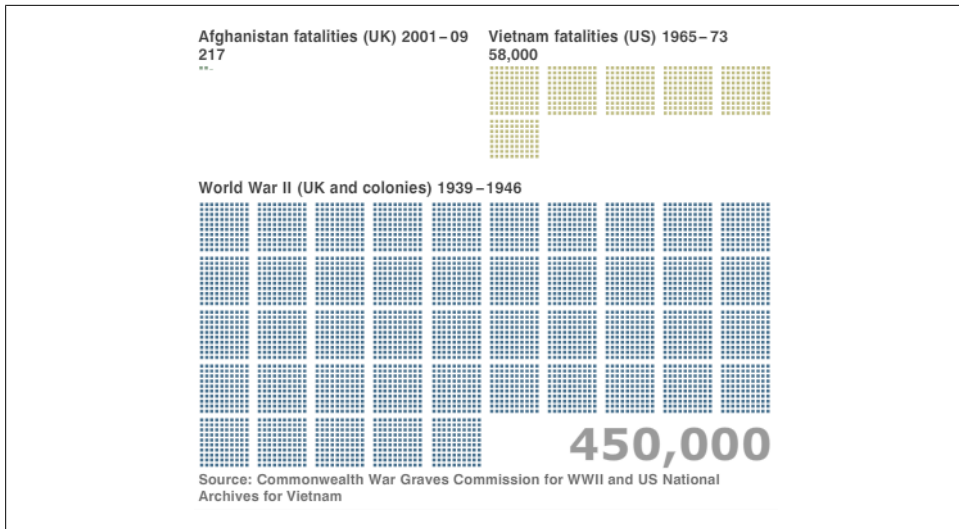 Afghanistan fatalities (UK) 2001–09
217
Vietnam fatalities (US) 1965–73
58,000
World War II (UK and colonies) 1939–1946
450,000
Source: Commonwealth War Graves Commission for WWII and US National
Archives for Vietnam